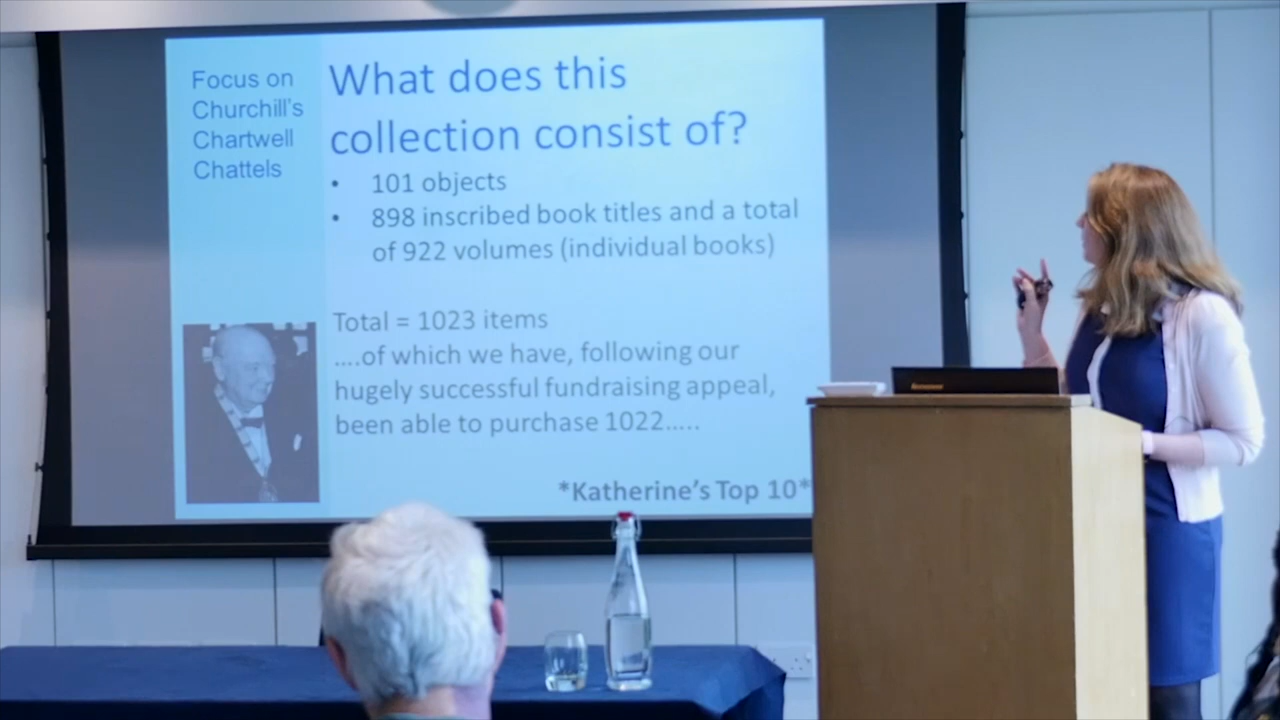 Focus on
Churchill's
Chartwell
Chattels
What does this
collection consist of?
• 101 objects
• 898 inscribed book titles and a total
of 922 volumes (individual books)
Total = 1023 items
....of which we have, following our
hugely successful fundraising appeal,
been able to purchase 1022.....
*Katherine's Top 10*
lenovo